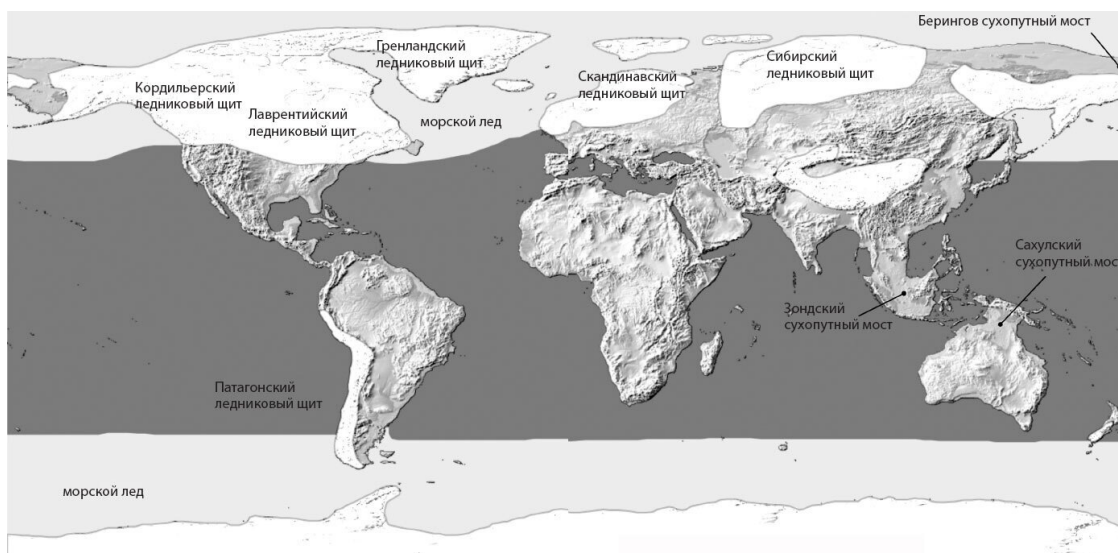 Берингов сухопутный мост
Гренландский
ледниковый щит
Сибирский
ледниковый щит
Скандинавский
ледниковый щит
Кордильерский
ледниковый щит
Лаврентийский
ледниковый щит
морской лед
Сахулский
сухопутный мос
Зондский
сухопутный мост
Патагонский
ледниковый щит
морской лед